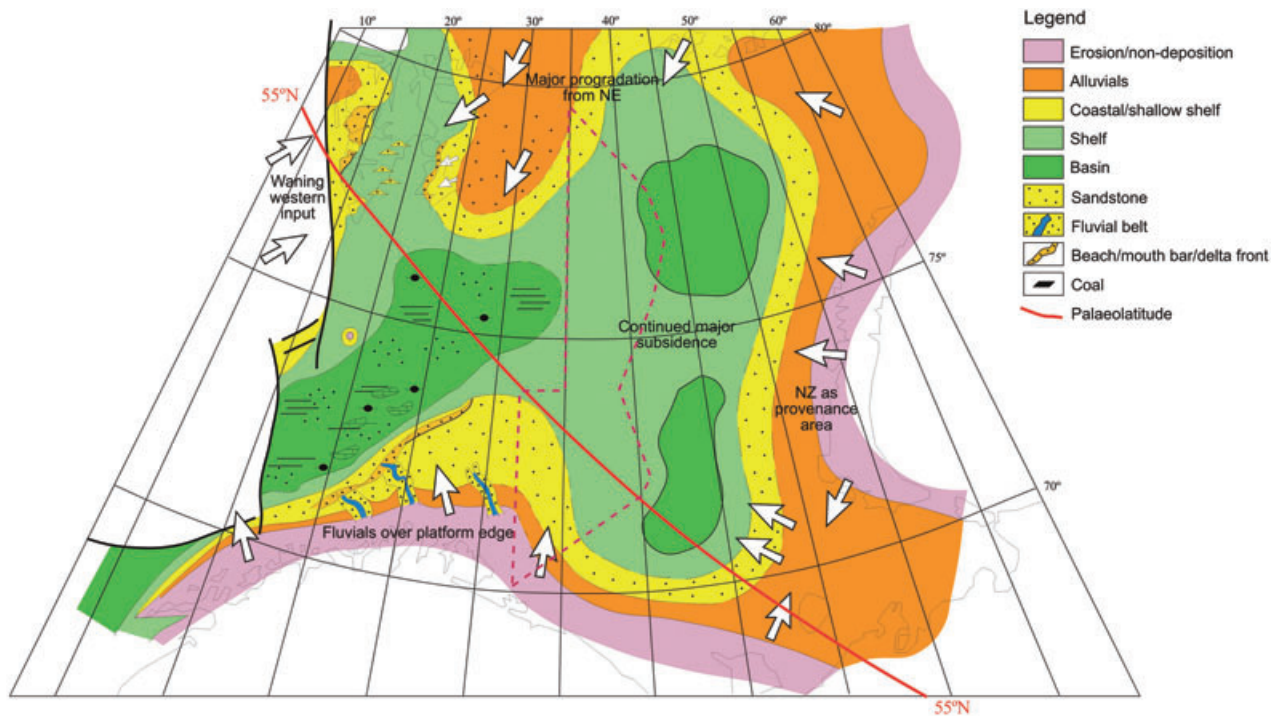 10°
20°
30°
40°
50°
60°
80°
Legend
Erosion/non-deposition
Alluvials
Coastal/shallow shelf
Shelf
Basin
Sandstone
Fluvial belt
Beach/mouth bar/delta front
Coal
Palaeolatitude
55ºN
Major progradation
from NE
Waning
western
input
75°
Continued major
subsidence
NZ as
provenance
area
70°
Fluvials over platform edge
55ºN